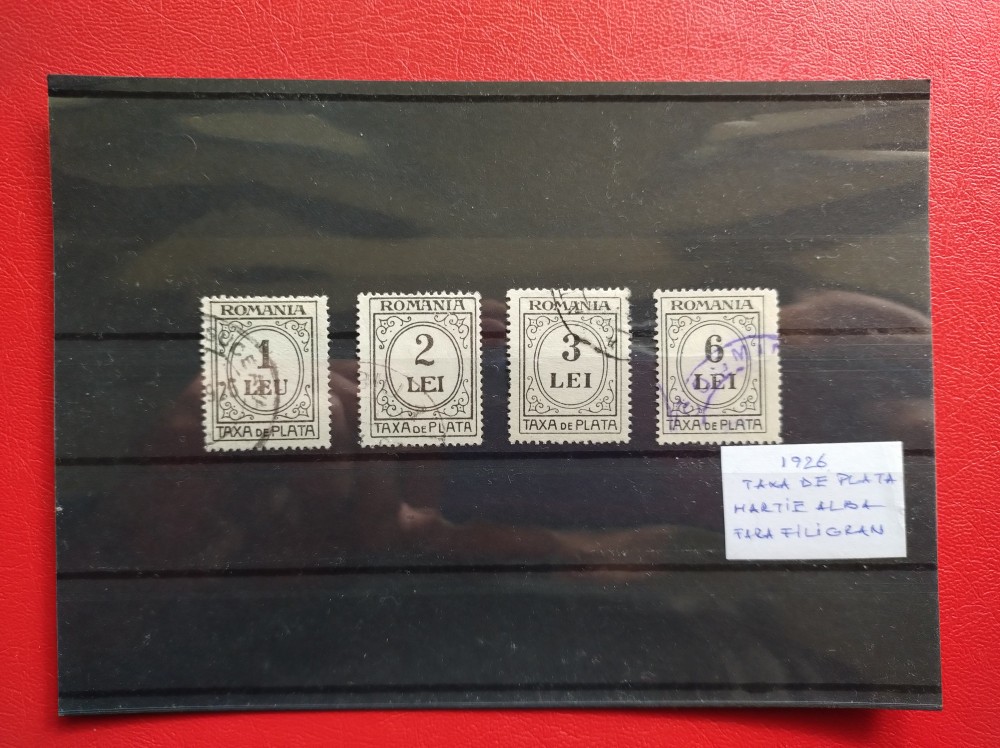 ROMANIA
1
LEU
TAXA DE PLATA
ROMANIA
2
LEI
TAXA DE PLATA
ROMANIA
3
LEI
TAXA DE PLATA
ROMANIA
6
LEI
TAXA DE PLATA
1926
TAXA DE PLATA
HARTIE ALBA
FARA FILIGRAN